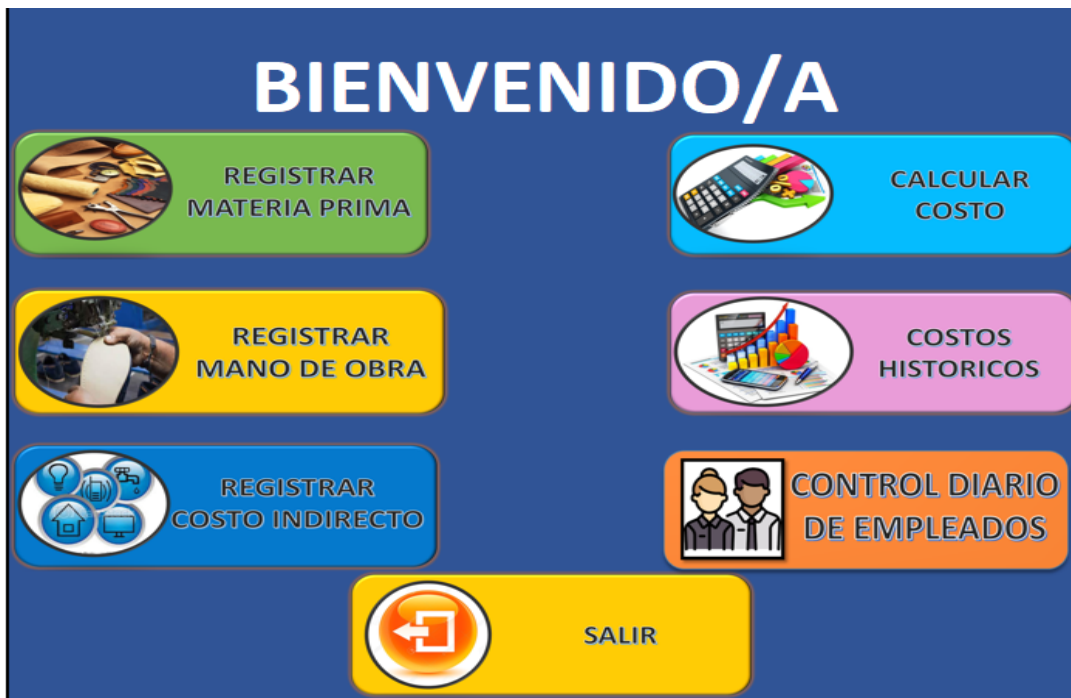 BIENVENIDO/A
REGISTRAR
MATERIA PRIMA
CALCULAR
COSTO
REGISTRAR
MANO DE OBRA
COSTOS
HISTORICOS
REGISTRAR
COSTO INDIRECTO
CONTROL DIARIO
DE EMPLEADOS
SALIR